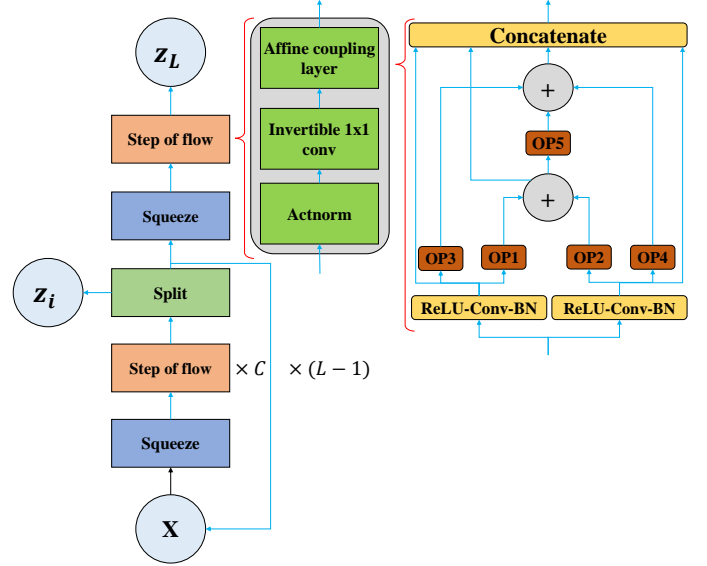 z_L
Step of flow
Squeeze
z_i
Split
Step of flow
× C
× (L − 1)
Squeeze
X
Affine coupling
layer
Invertible 1x1
conv
Actnorm
Concatenate
+
OP5
+
OP3
OP1
OP2
OP4
ReLU-Conv-BN
ReLU-Conv-BN